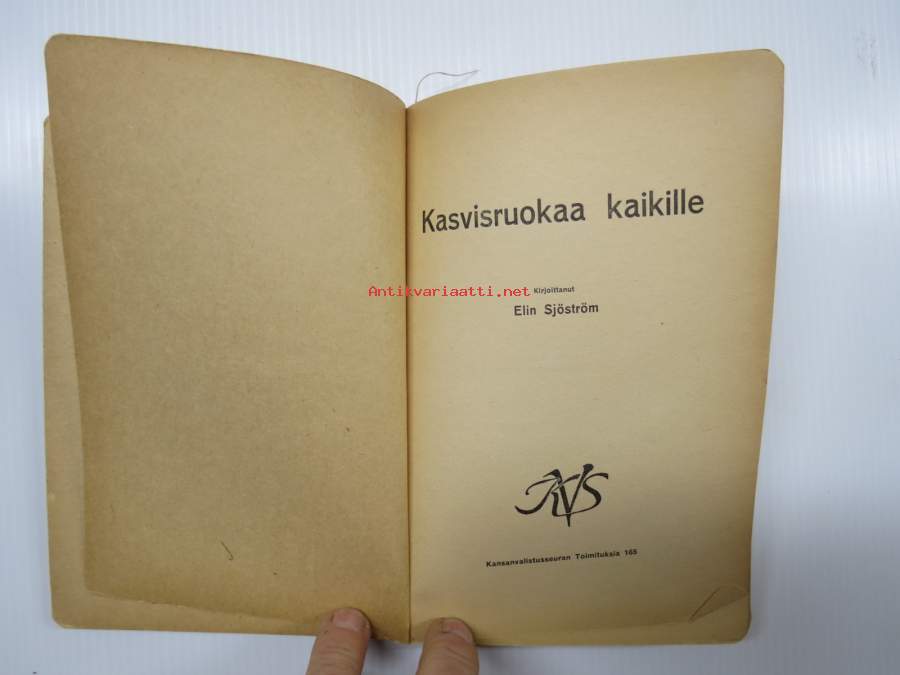 Kasvisruokaa kaikille
Kirjoittanut
Antikvariaatti.net
Elin Sjöström
KVS
Kansanvalistusseuran Toimituksia 165